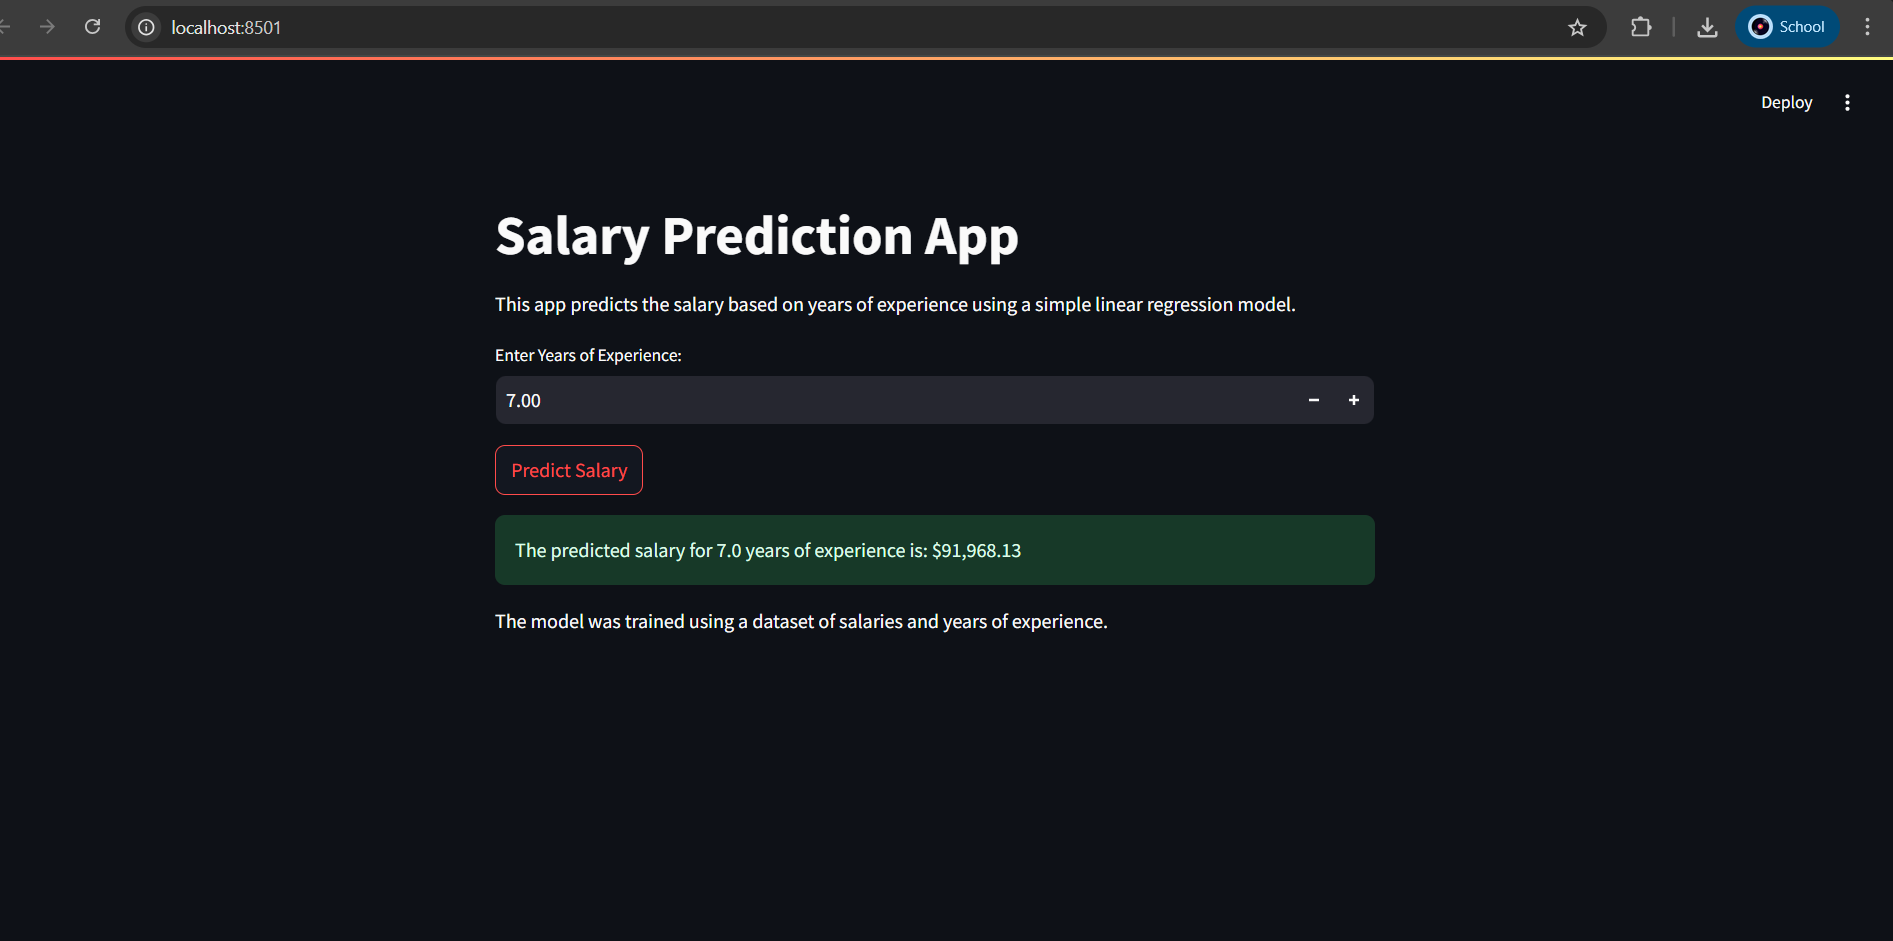 localhost:8501
School
Deploy
Salary Prediction App
This app predicts the salary based on years of experience using a simple linear regression model.
Enter Years of Experience:
7.00
Predict Salary
The predicted salary for 7.0 years of experience is: $91,968.13
The model was trained using a dataset of salaries and years of experience.